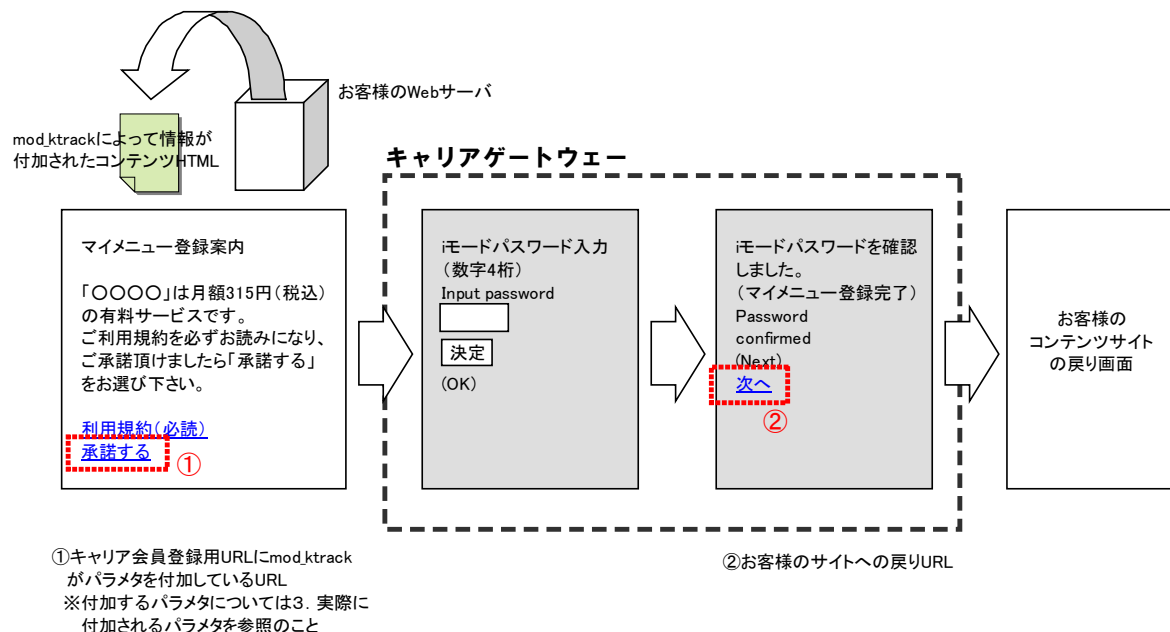 お客様のWebサーバ
mod_ktrackによって情報が
付加されたコンテンツHTML
キャリアゲートウェー
マイメニュー登録案内
「〇〇〇〇」は月額315円(税込)
の有料サービスです。
ご利用規約を必ずお読みになり、
ご承諾頂けましたら「承諾する」
をお選び下さい。
利用規約(必読)
承諾する
①
iモードパスワード入力
(数字4桁)
Input password
決定
(OK)
iモードパスワードを確認
しました。
(マイメニュー登録完了)
Password
confirmed
(Next)
次へ
②
お客様の
コンテンツサイト
の戻り画面
①キャリア会員登録用URLにmod_ktrack
がパラメタを付加しているURL
※付加するパラメタについては3.実際に
付加されるパラメタを参照のこと
②お客様のサイトへの戻りURL